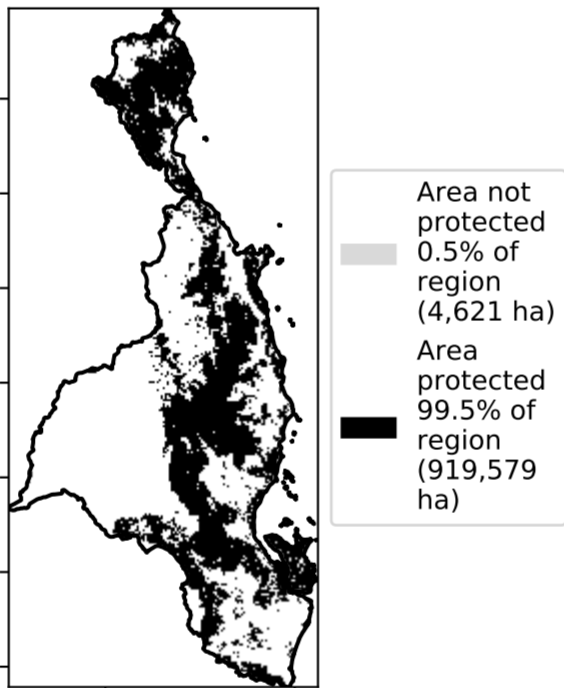 Area not
protected
0.5% of
region
(4,621 ha)
Area
protected
99.5% of
region
(919,579
ha)